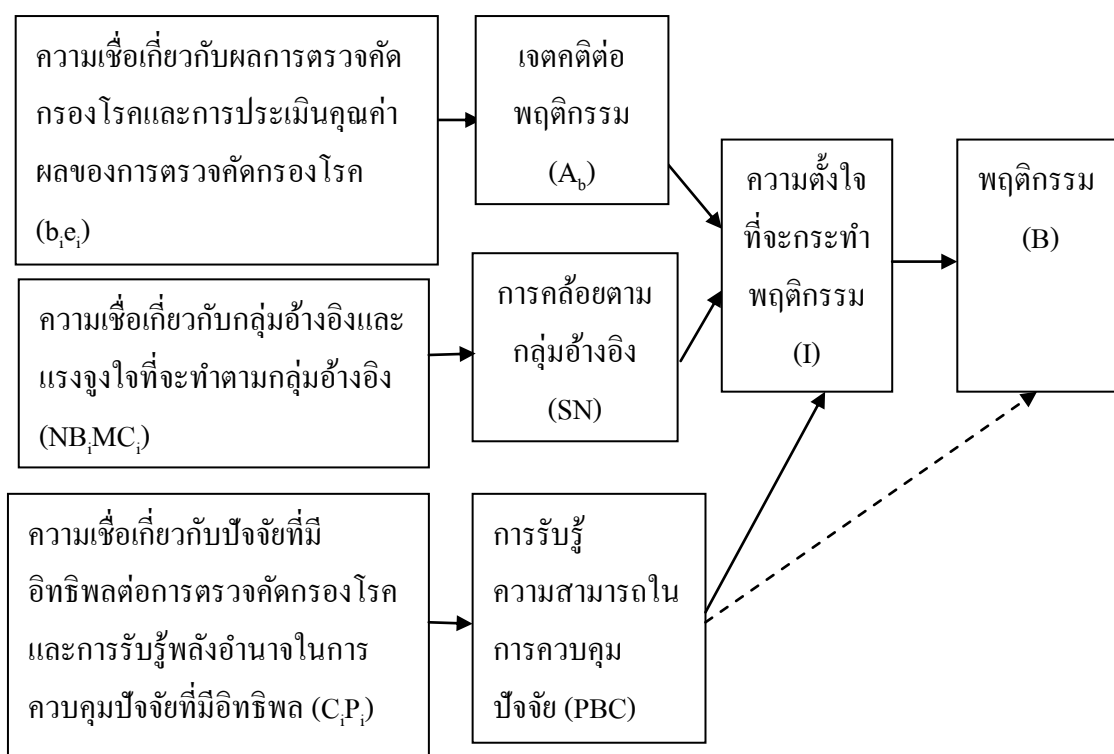 ความเชื่อเกี่ยวกับผลการตรวจคัด
กรองโรคและการประเมินคุณค่า
ผลของการตรวจคัดกรองโรค
(bᵢeᵢ)
เจตคติต่อ
พฤติกรรม
(A_b)
ความเชื่อเกี่ยวกับกลุ่มอ้างอิงและ
แรงจูงใจที่จะทำตามกลุ่มอ้างอิง
(NBᵢMCᵢ)
การคล้อยตาม
กลุ่มอ้างอิง
(SN)
ความเชื่อเกี่ยวกับปัจจัยที่มี
อิทธิพลต่อการตรวจคัดกรองโรค
และการรับรู้พลังอำนาจในการ
ควบคุมปัจจัยที่มีอิทธิพล (CᵢPᵢ)
การรับรู้
ความสามารถใน
การควบคุม
ปัจจัย (PBC)
ความตั้งใจ
ที่จะกระทำ
พฤติกรรม
(I)
พฤติกรรม
(B)